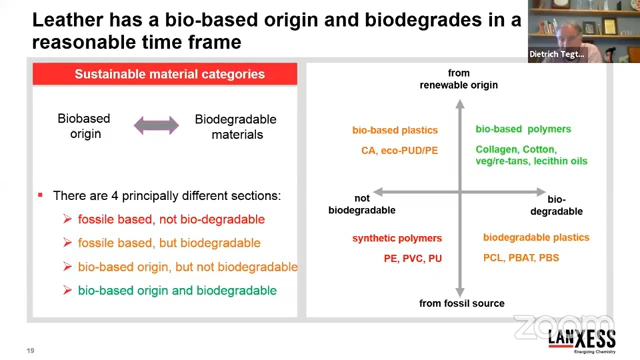 Leather has a bio-based origin and biodegrades in a
reasonable time frame
Dietrich Tegt...
Sustainable material categories
Biobased
origin
Biodegradable
materials
There are 4 principally different sections:
fossile based, not bio-degradable
fossile based, but biodegradable
bio-based origin, but not biodegradable
bio-based origin and biodegradable
from
renewable origin
bio-based plastics
CA, eco-PUD/PE
bio-based polymers
Collagen, Cotton,
veg/re-tans, lecithin oils
not
biodegradable
bio-
degradable
synthetic polymers
PE, PVC, PU
biodegradable plastics
PCL, PBAT, PBS
from fossil source
zoom
19
LANXESS
Energizing Chemistry